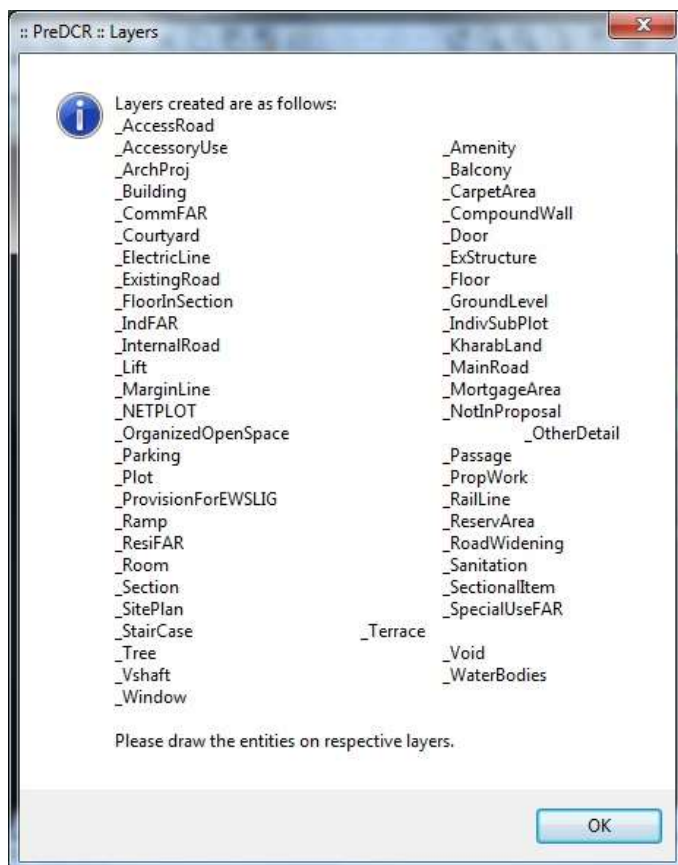 :: PreDCR :: Layers
Layers created are as follows:
_AccessRoad
_AccessoryUse _Amenity
_ArchProj _Balcony
_Building _CarpetArea
_CommFAR _CompoundWall
_Courtyard _Door
_ElectricLine _ExStructure
_ExistingRoad _Floor
_FloorInSection _GroundLevel
_IndFAR _IndivSubPlot
_InternalRoad _KharabLand
_Lift _MainRoad
_MarginLine _MortgageArea
_NETPLOT _NotInProposal
_OrganizedOpenSpace _OtherDetail
_Parking _Passage
_Plot _PropWork
_ProvisionForEWSLIG _RailLine
_Ramp _ReservArea
_ResiFAR _RoadWidening
_Room _Sanitation
_Section _SectionalItem
_SitePlan _SpecialUseFAR
_StairCase _Terrace
_Tree _Void
_Vshaft _WaterBodies
_Window
Please draw the entities on respective layers.
OK